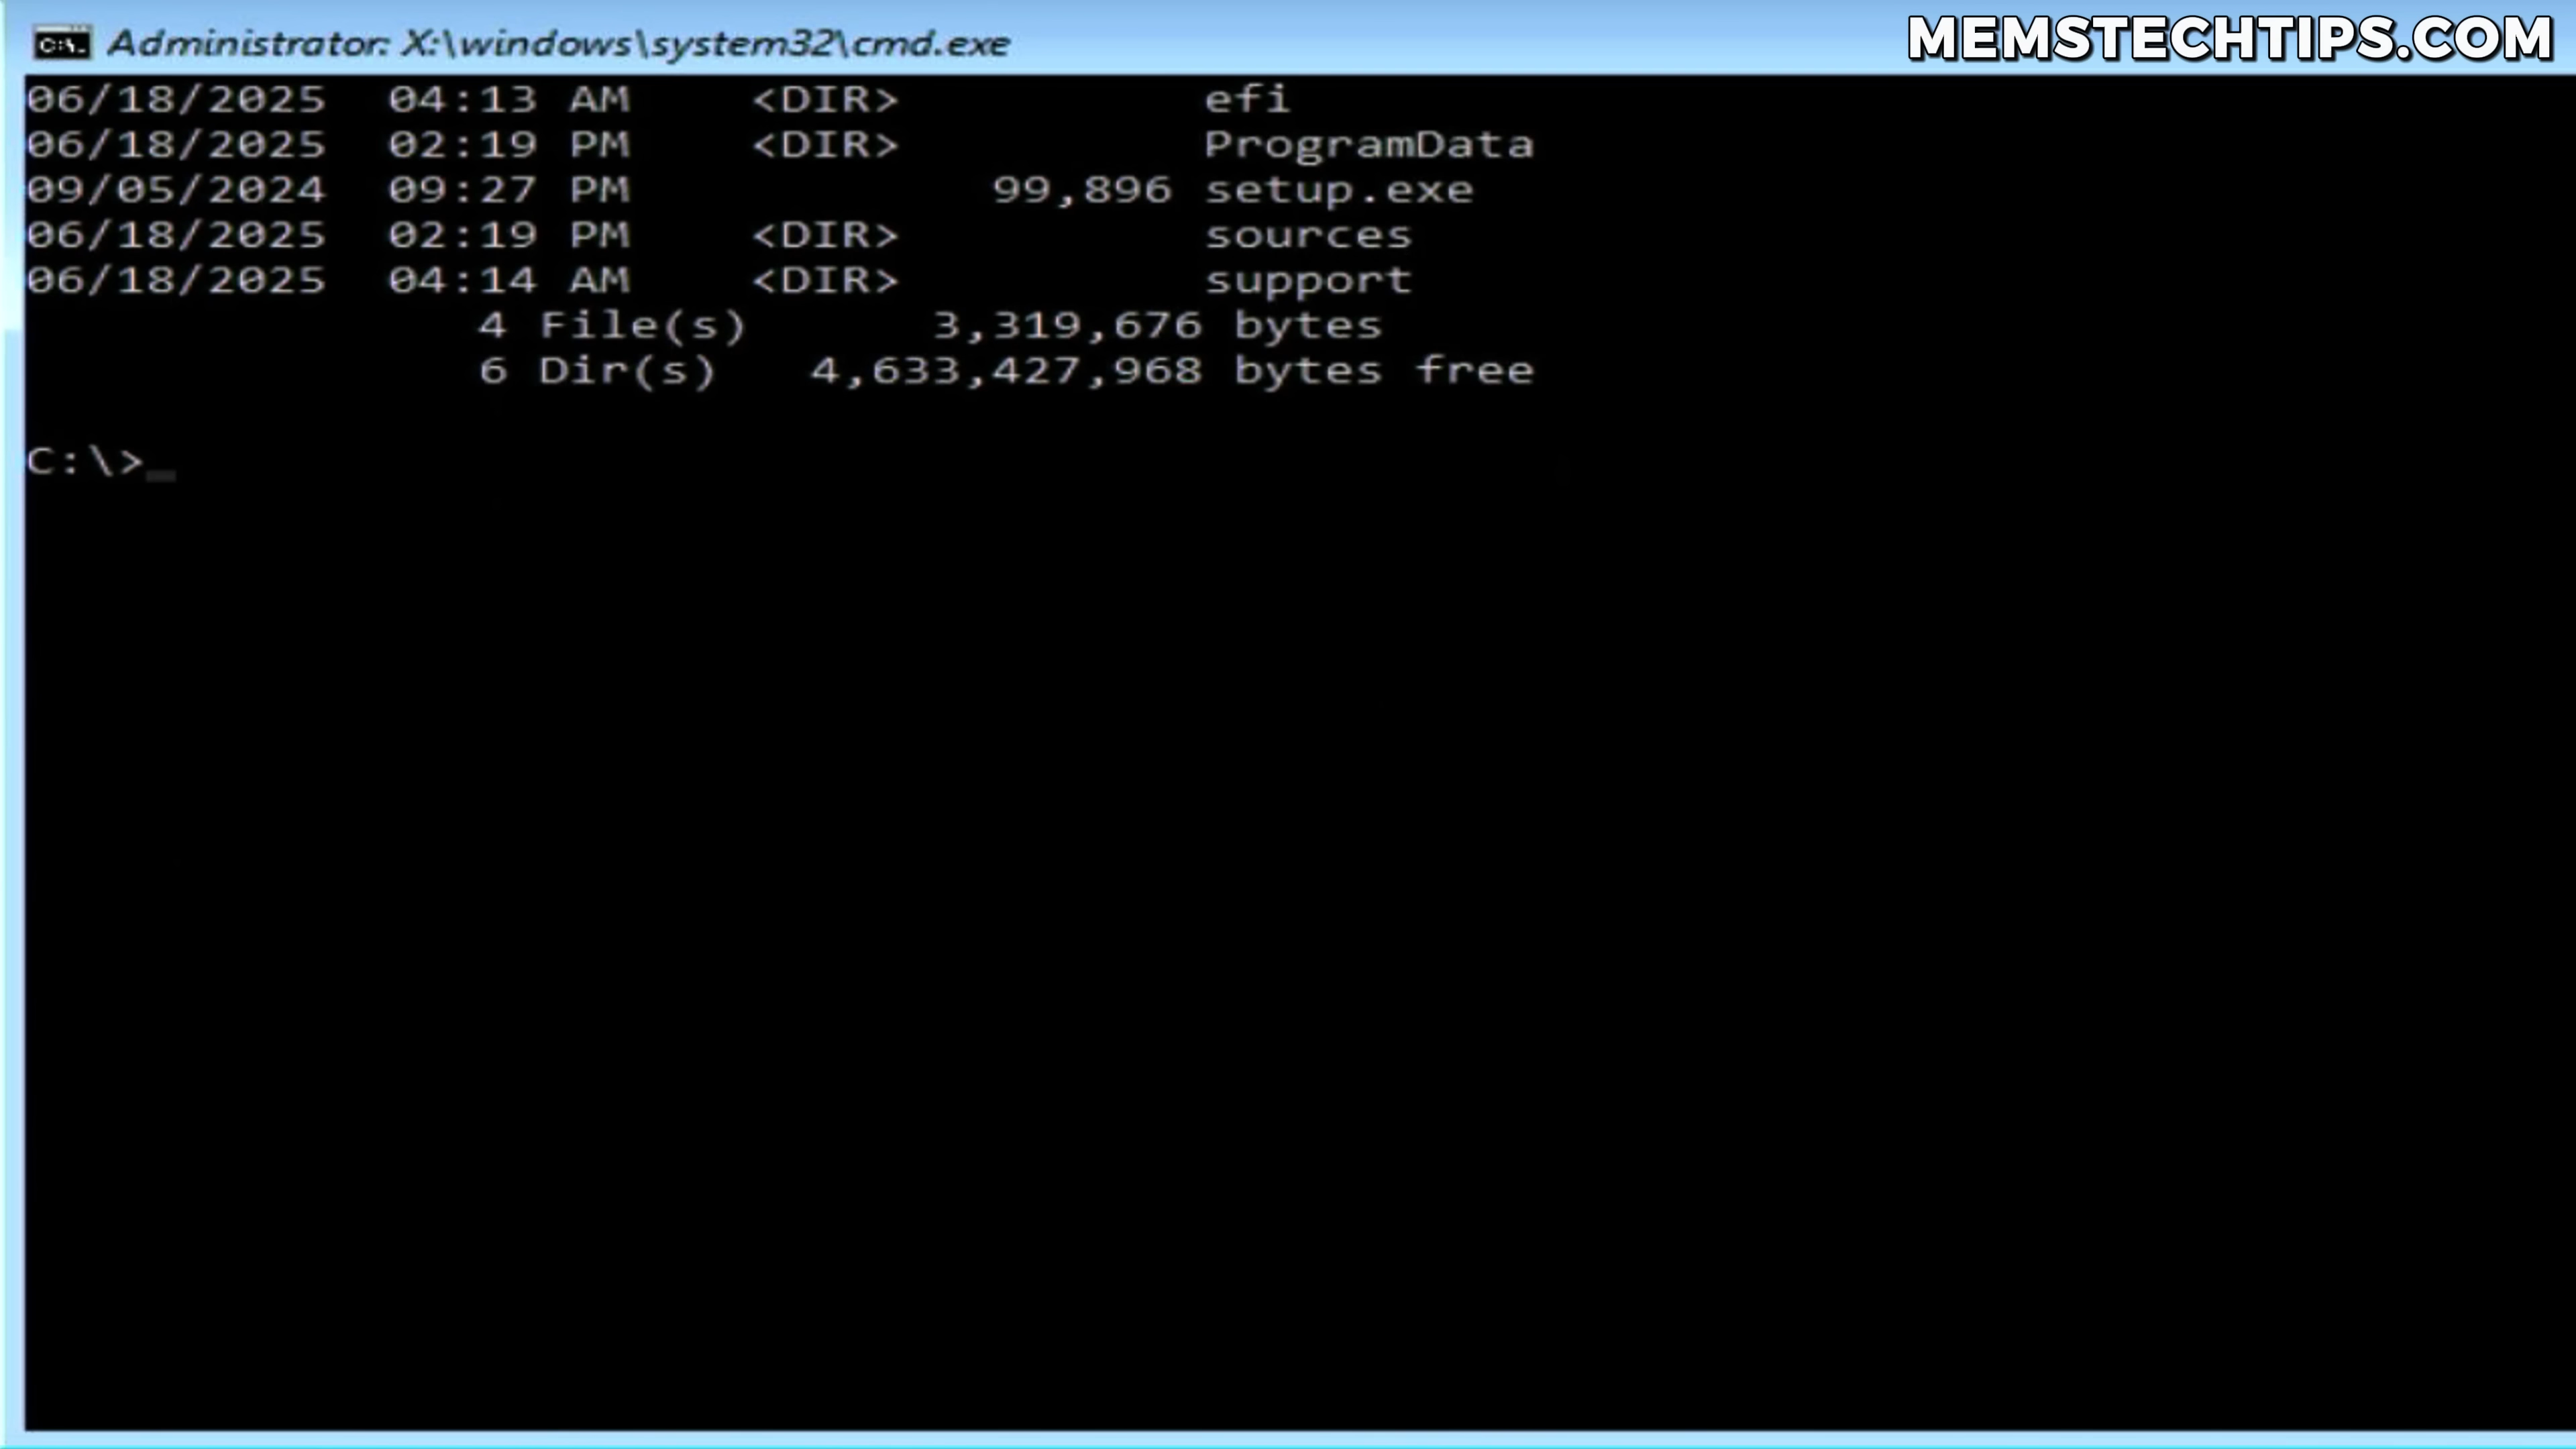 Administrator: X:\windows\system32\cmd.exe
MEMSTECHTIPS.COM
06/18/2025  04:13 AM    <DIR>          efi
06/18/2025  02:19 PM    <DIR>          ProgramData
09/05/2024  09:27 PM            99,896 setup.exe
06/18/2025  02:19 PM    <DIR>          sources
06/18/2025  04:14 AM    <DIR>          support
4 File(s)      3,319,676 bytes
6 Dir(s)   4,633,427,968 bytes free
C:\>_